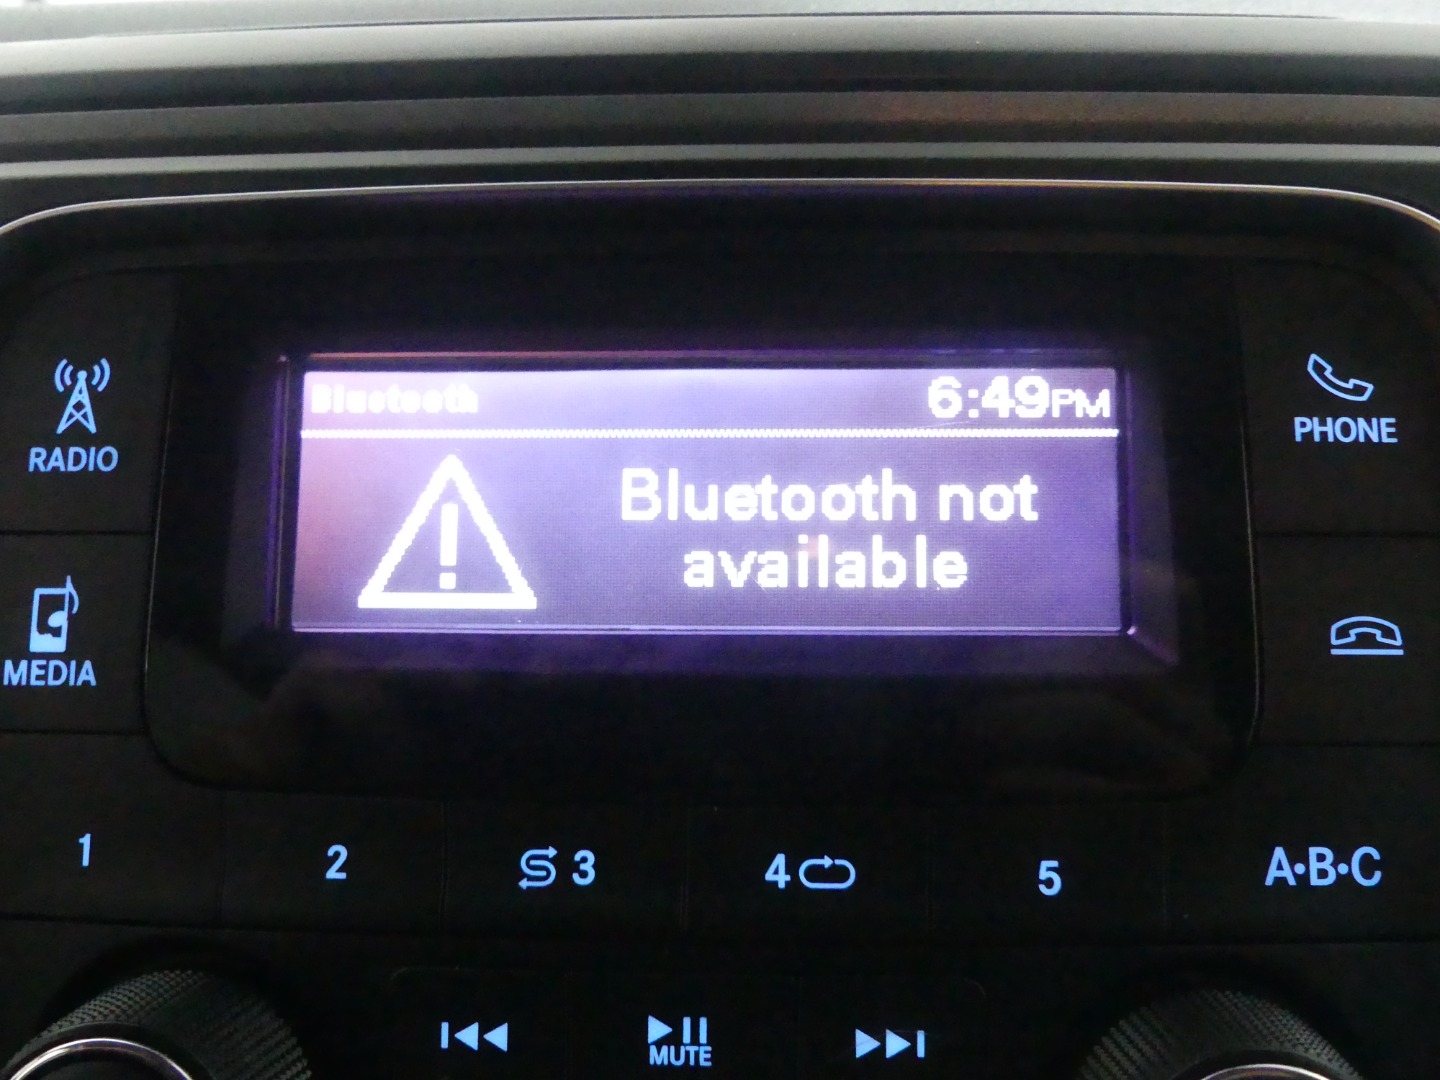 Bluetooth 6:49PM
Bluetooth not
available
RADIO
PHONE
MEDIA
1 2 3 4 5 A·B·C
MUTE